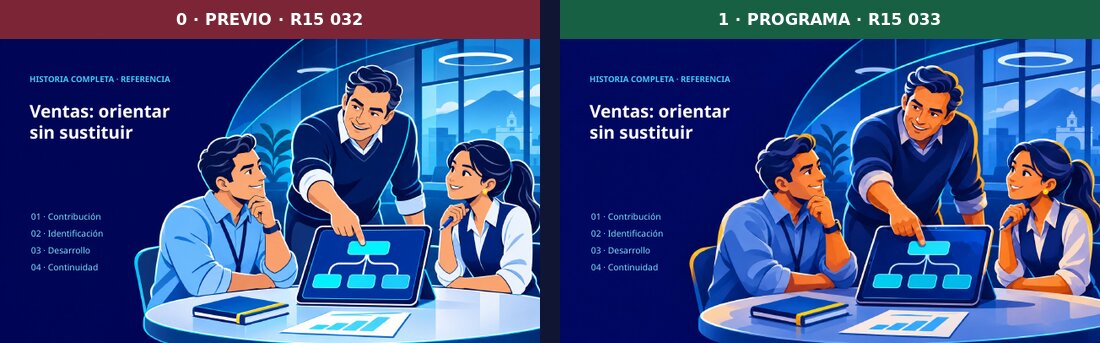 0 · PREVIO · R15 032
HISTORIA COMPLETA · REFERENCIA
Ventas: orientar
sin sustituir
01 · Contribución
02 · Identificación
03 · Desarrollo
04 · Continuidad
1 · PROGRAMA · R15 033
HISTORIA COMPLETA · REFERENCIA
Ventas: orientar
sin sustituir
01 · Contribución
02 · Identificación
03 · Desarrollo
04 · Continuidad